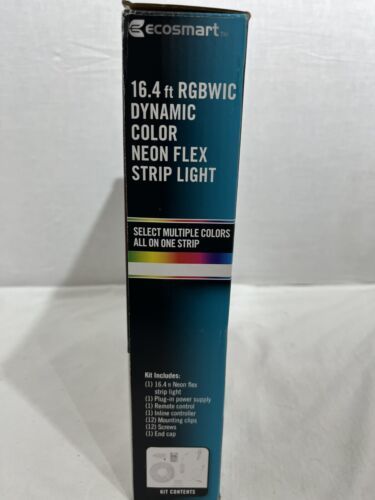 ECOSMART™
16.4 ft RGBWIC
DYNAMIC
COLOR
NEON FLEX
STRIP LIGHT
SELECT MULTIPLE COLORS
ALL ON ONE STRIP
Kit Includes:
(1) 16.4 ft Neon flex
strip light
(1) Plug-in power supply
(1) Remote control
(1) Inline controller
(12) Mounting clips
(12) Screws
(1) End cap
KIT CONTENTS